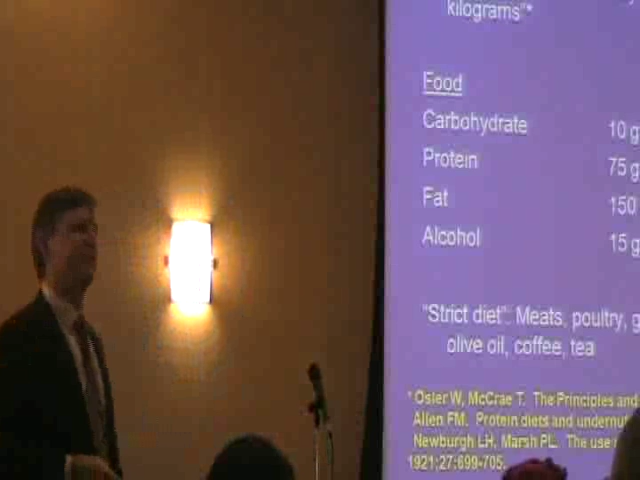 kilograms"*
Food
Carbohydrate 10 g
Protein 75 g
Fat 150
Alcohol 15 g
"Strict diet": Meats, poultry, g
olive oil, coffee, tea
* Osler W, McCrae T. The Principles and
Allen FM. Protein diets and undernut
Newburgh LH, Marsh PL. The use
1921;27:699-705.